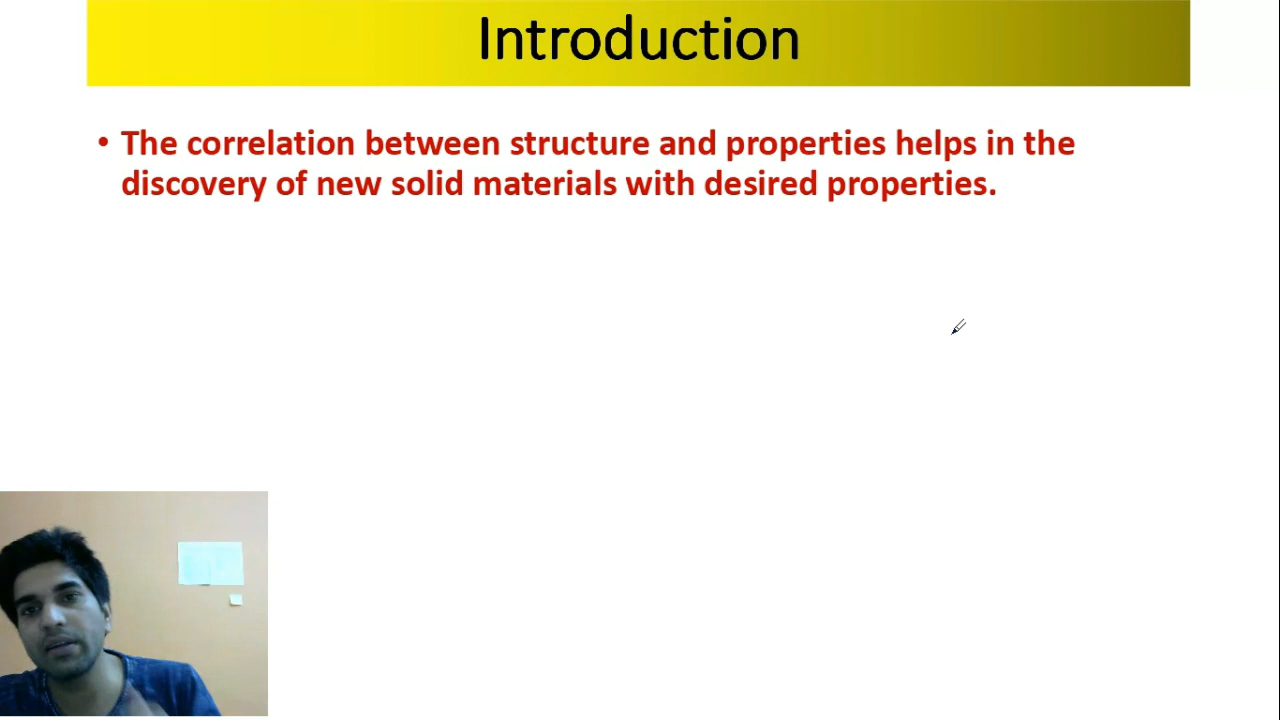 Introduction
• The correlation between structure and properties helps in the
discovery of new solid materials with desired properties.